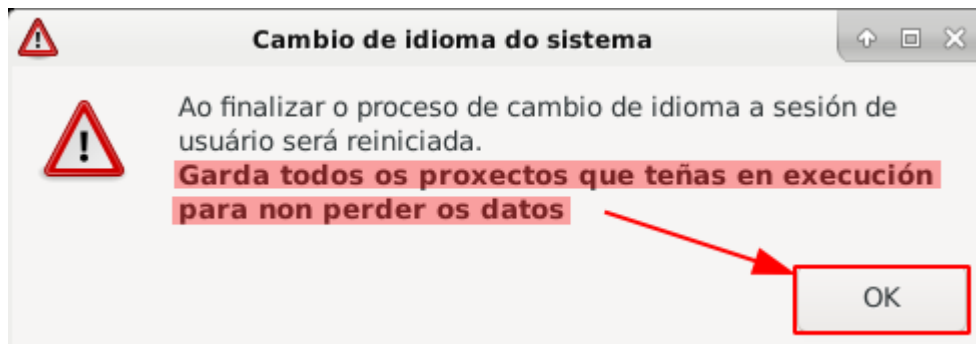 Cambio de idioma do sistema
Ao finalizar o proceso de cambio de idioma a sesión de
usuário será reiniciada.
Garda todos os proxectos que teñas en execución
para non perder os datos
OK